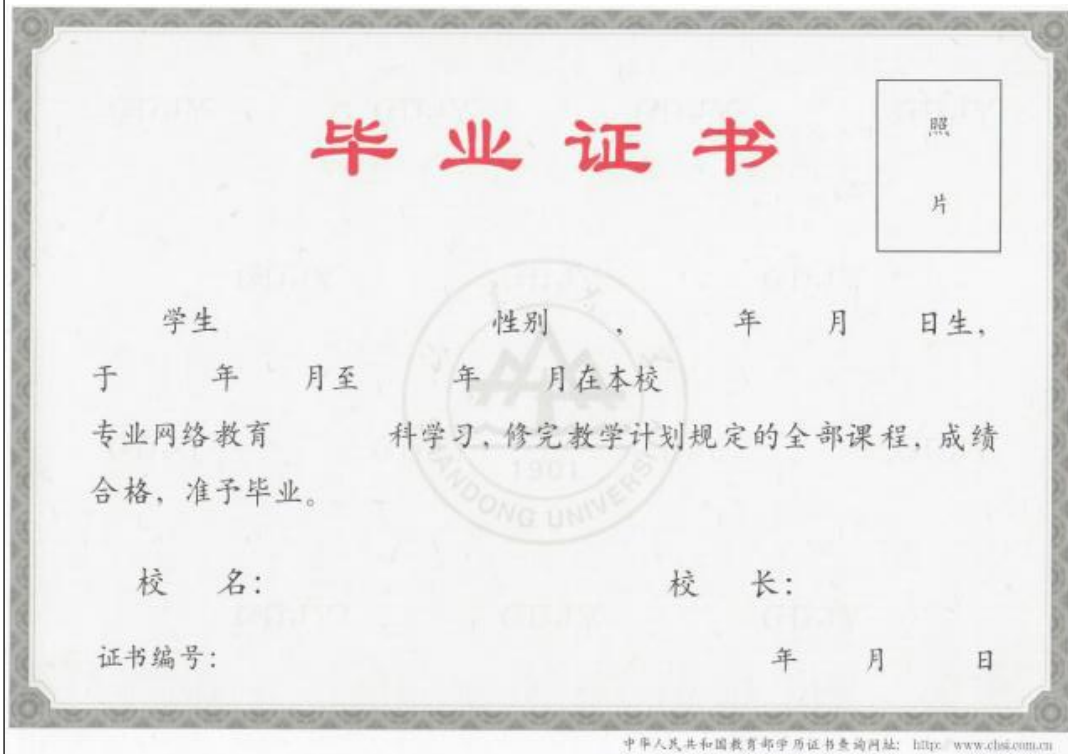 毕业证书
照
片
学生 性别 , 年 月 日生,
于 年 月至 年 月在本校
专业网络教育 科学习, 修完教学计划规定的全部课程, 成绩
合格, 准予毕业。
1901
SHANDONG UNIVERSITY
校 名:
校 长:
证书编号:
年 月 日
中华人民共和国教育部学历证书查询网址: http://www.chsi.com.cn